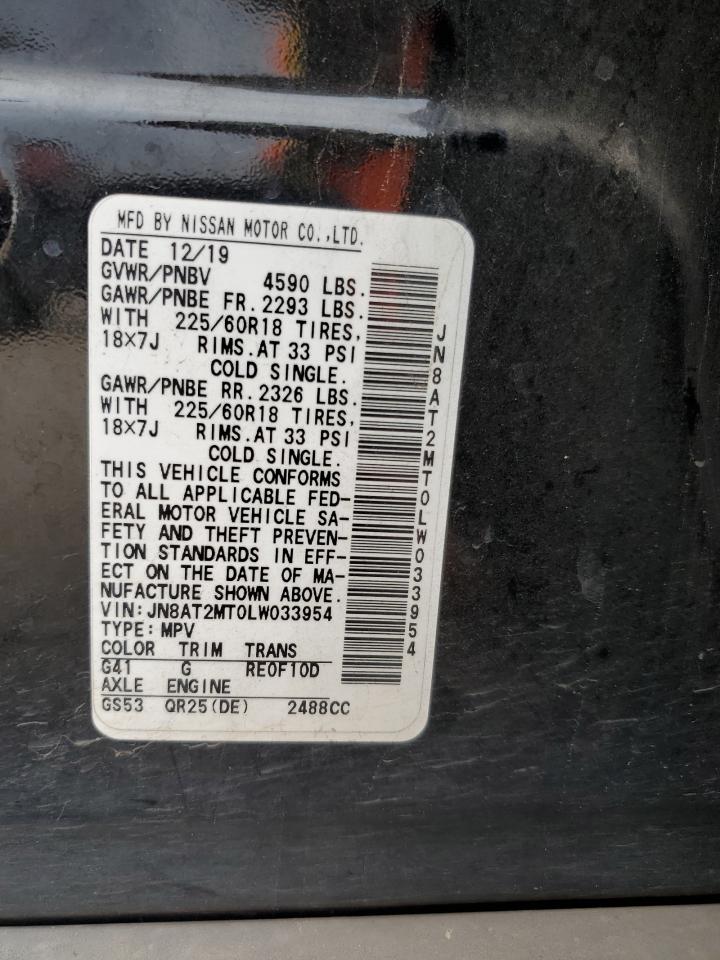 MFD BY NISSAN MOTOR CO.,LTD.
DATE 12/19
GVWR/PNBV 4590 LBS.
GAWR/PNBE FR. 2293 LBS.
WITH 225/60R18 TIRES,
18×7J RIMS. AT 33 PSI
COLD SINGLE.
GAWR/PNBE RR. 2326 LBS.
WITH 225/60R18 TIRES,
18×7J RIMS. AT 33 PSI
COLD SINGLE.
THIS VEHICLE CONFORMS
TO ALL APPLICABLE FED-
ERAL MOTOR VEHICLE SA-
FETY AND THEFT PREVEN-
TION STANDARDS IN EFF-
ECT ON THE DATE OF MA-
NUFACTURE SHOWN ABOVE.
VIN: JN8AT2MT0LW033954
TYPE: MPV
COLOR TRIM TRANS
G41 G RE0F10D
AXLE ENGINE
GS53 QR25(DE) 2488CC
JN8AT2MT0LW033954